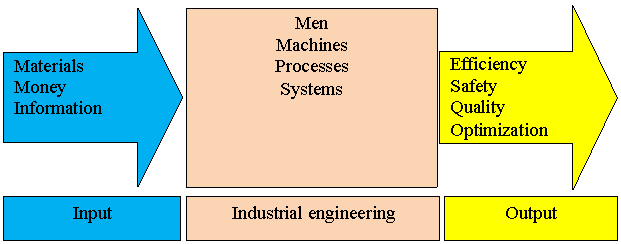 Materials
Money
Information
Men
Machines
Processes
Systems
Efficiency
Safety
Quality
Optimization
Input
Industrial engineering
Output